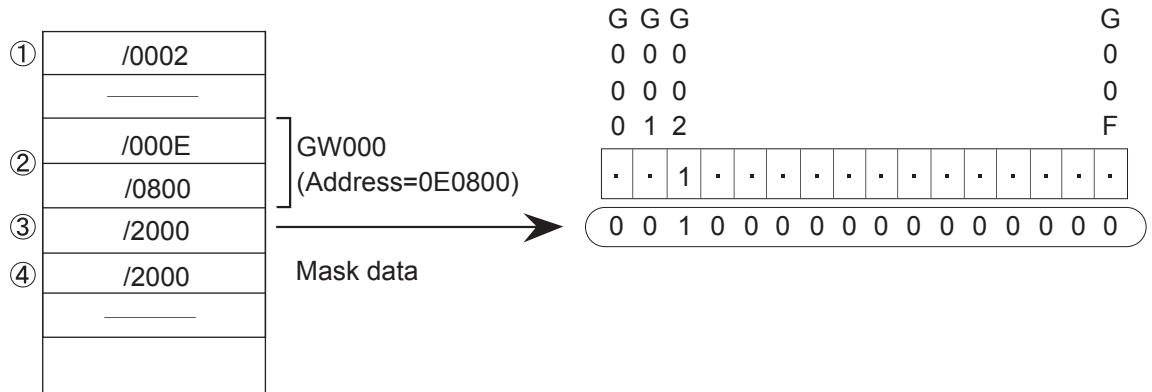 ① /0002
② /000E
/0800
③ /2000
④ /2000
GW000
(Address=0E0800)
Mask data
G G G G
0 0 0 0
0 0 0 0
0 1 2 F
· · 1 · · · · · · · · · · · · ·
0 0 1 0 0 0 0 0 0 0 0 0 0 0 0 0